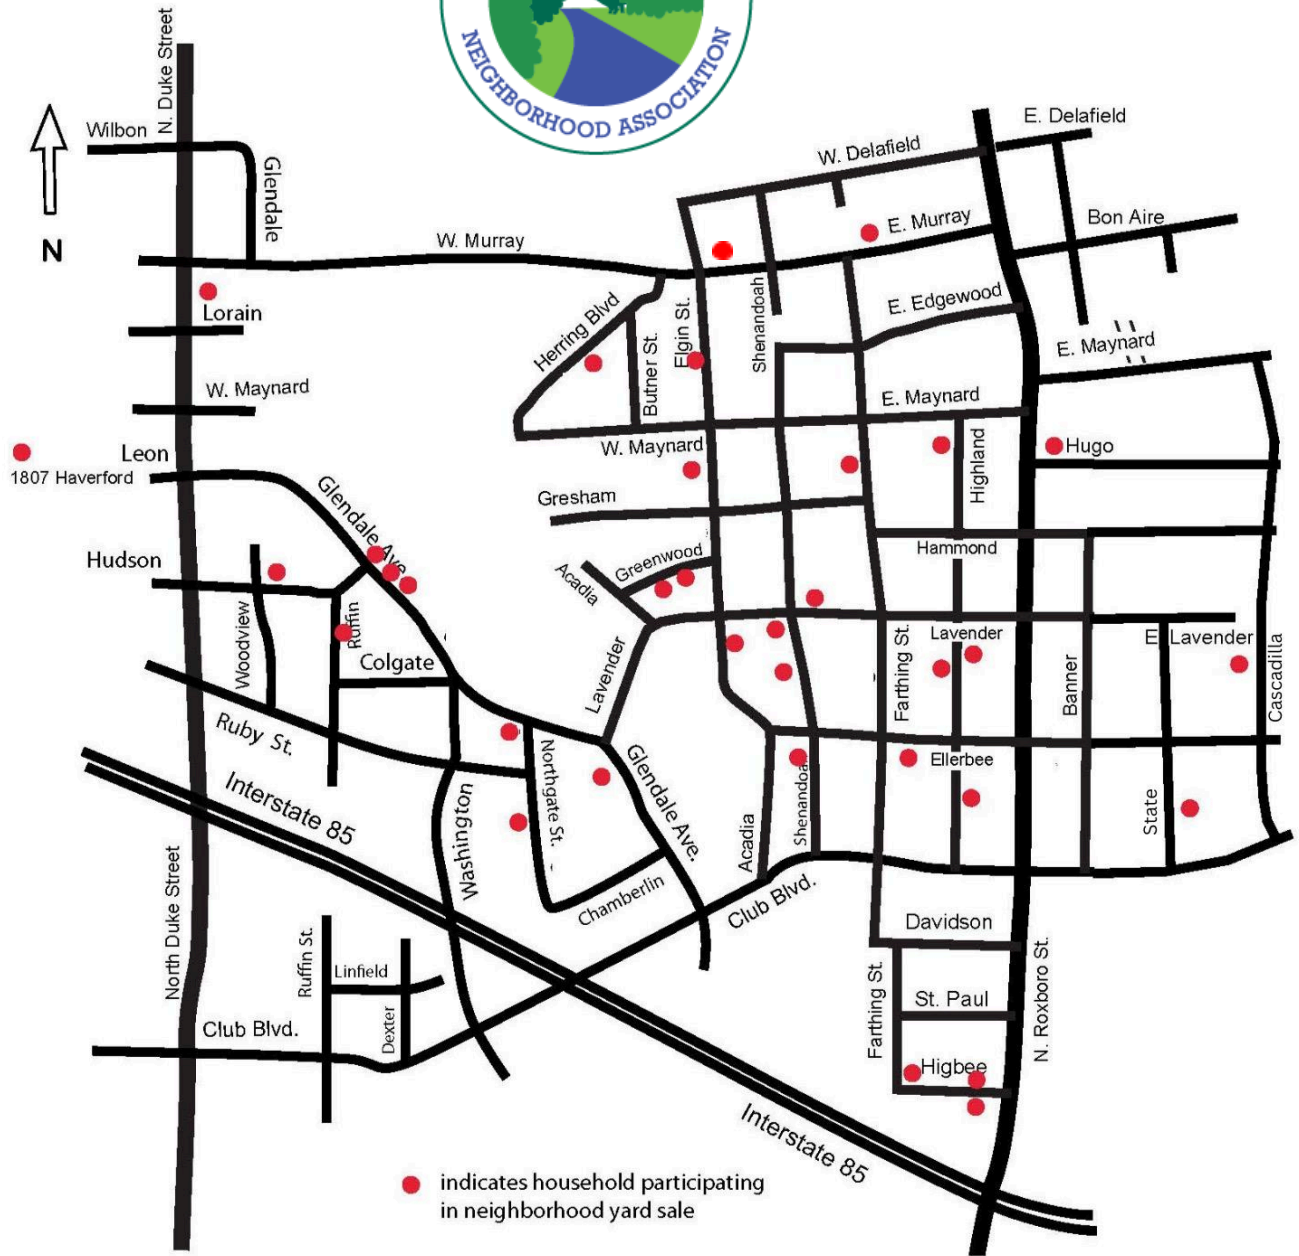 NEIGHBORHOOD ASSOCIATION
N. Duke Street
Wilbon
Glendale
N
W. Murray
W. Delafield
E. Delafield
E. Murray
Bon Aire
Lorain
Herring Blvd
Butner St.
Elgin St.
Shenandoah
E. Edgewood
E. Maynard
W. Maynard
E. Maynard
W. Maynard
Leon
1807 Haverford
Highland
Hugo
Glendale Ave
Gresham
Hudson
Hammond
Acadia
Greenwood
Woodview
Ruffin
Colgate
Lavender
Farthing St.
Lavender
Banner
E. Lavender
Cascadilla
Ruby St.
Interstate 85
Northgate St.
Glendale Ave.
Washington
Ellerbee
Acadia
Shenandoah
State
Chamberlin
Club Blvd.
North Duke Street
Ruffin St.
Linfield
Dexter
Club Blvd.
Davidson
Farthing St.
St. Paul
N. Roxboro St.
Higbee
Interstate 85
indicates household participating
in neighborhood yard sale